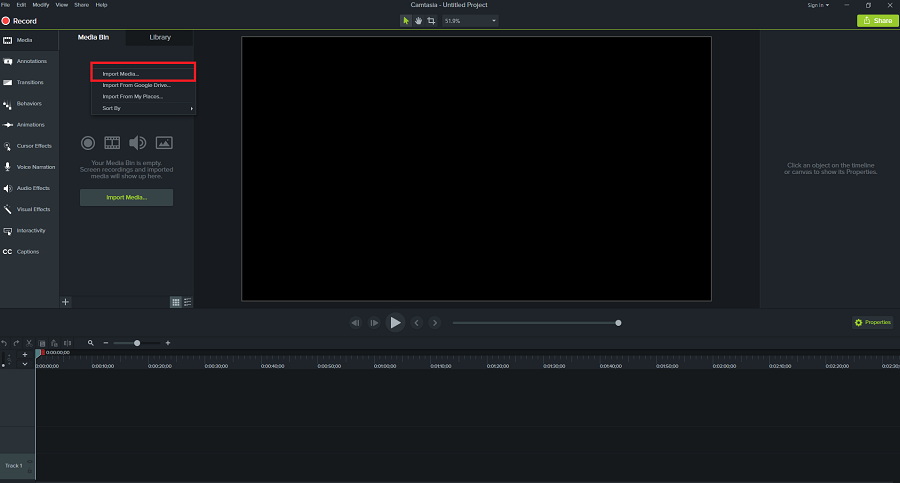 File Edit Modify View Share Help
Camtasia - Untitled Project
Sign In
Record
51.9%
Share
Media
Annotations
Transitions
Behaviors
Animations
Cursor Effects
Voice Narration
Audio Effects
Visual Effects
Interactivity
CC Captions
Media Bin Library
Import Media...
Import From Google Drive...
Import From My Places...
Sort By
Your Media Bin is empty.
Screen recordings and imported
media will show up here.
Import Media...
Click an object on the timeline
or canvas to show its Properties.
Properties
0:00:00;00
0:00:00;00 0:00:10;00 0:00:20;00 0:00:30;00 0:00:40;00 0:00:50;00 0:01:00;00 0:01:10;00 0:01:20;00 0:01:30;00 0:01:40;00 0:01:50;00 0:02:00;00 0:02:10;00 0:02:20;00 0:02:30;
Track 1